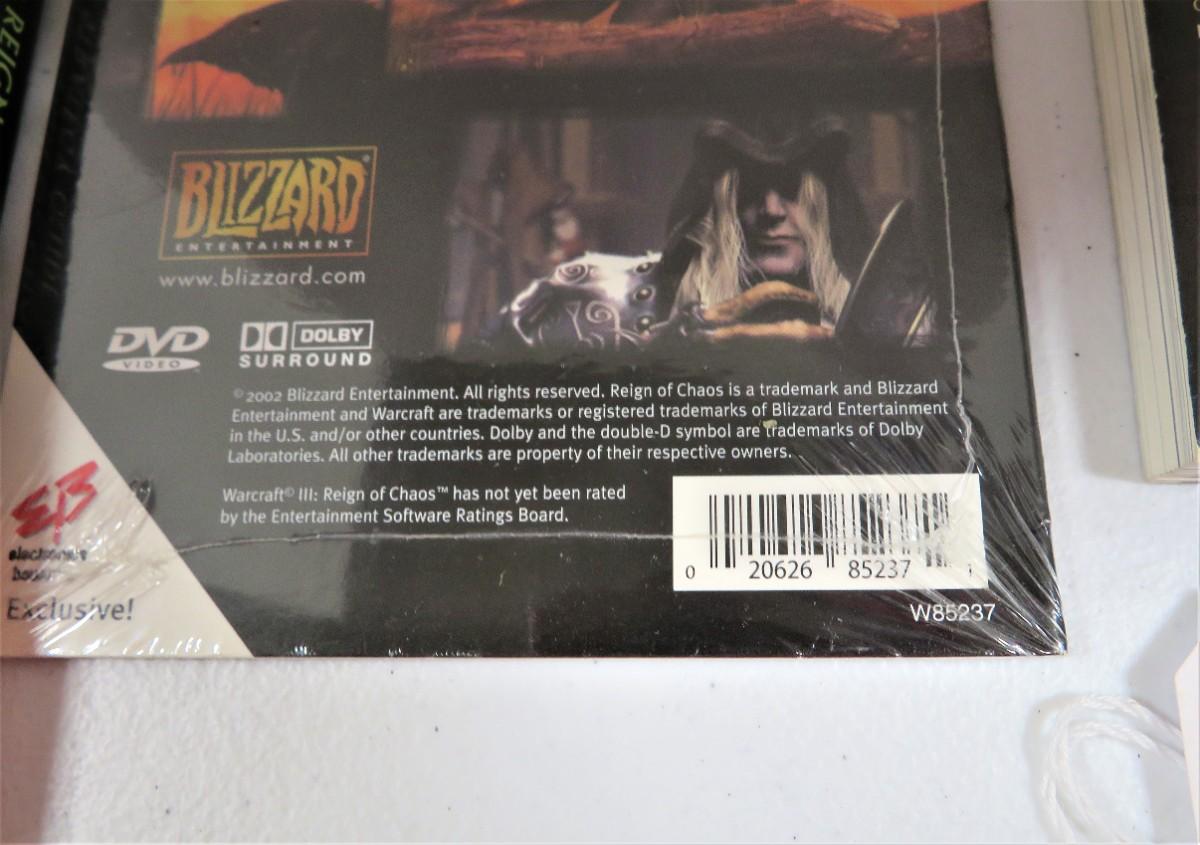 REIGN
BLIZZARD®
ENTERTAINMENT
www.blizzard.com
DVD
VIDEO
DOLBY
SURROUND
©2002 Blizzard Entertainment. All rights reserved. Reign of Chaos is a trademark and Blizzard
Entertainment and Warcraft are trademarks or registered trademarks of Blizzard Entertainment
in the U.S. and/or other countries. Dolby and the double-D symbol are trademarks of Dolby
Laboratories. All other trademarks are property of their respective owners.
Warcraft© III: Reign of Chaos™ has not yet been rated
by the Entertainment Software Ratings Board.
EB
electronics
boutique
Exclusive!
0 20626 85237 1
W85237